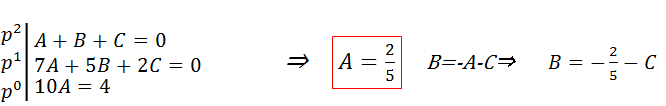 p² | A + B + C = 0
p¹ | 7A + 5B + 2C = 0 ⇒ A = 2/5 B=-A-C⇒ B = −2/5 − C
p⁰ | 10A = 4